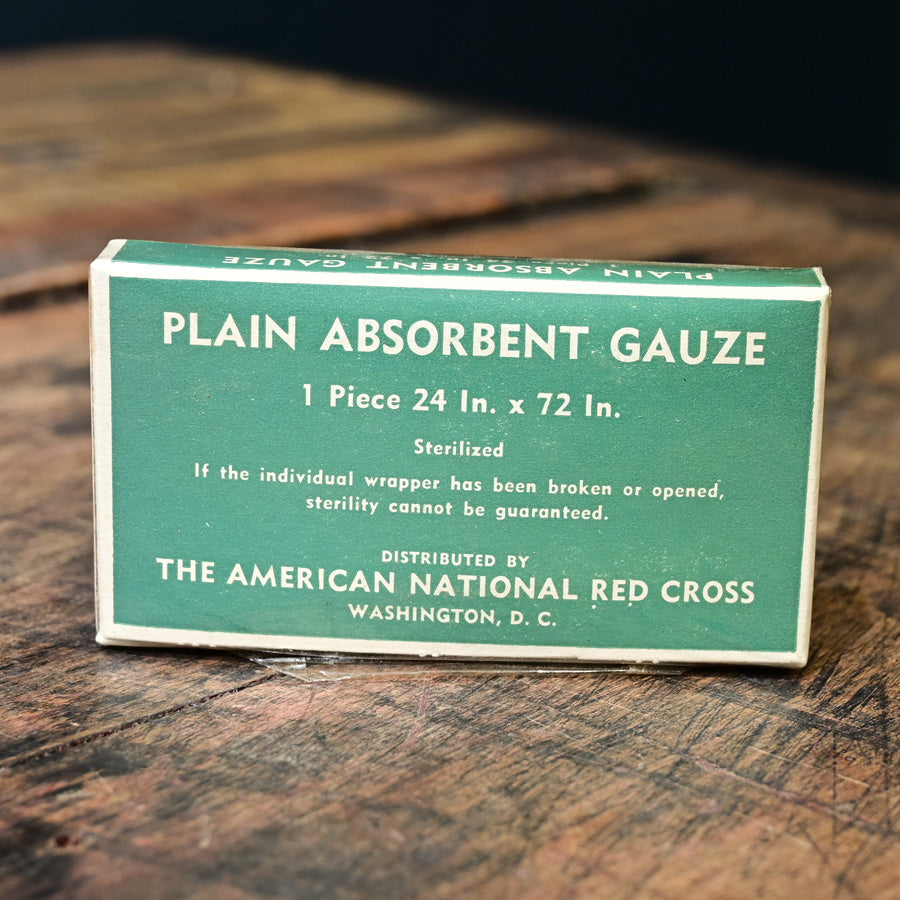 PLAIN ABSORBENT GAUZE
PLAIN ABSORBENT GAUZE
1 Piece 24 In. x 72 In.
Sterilized
If the individual wrapper has been broken or opened,
sterility cannot be guaranteed.
DISTRIBUTED BY
THE AMERICAN NATIONAL RED CROSS
WASHINGTON, D. C.